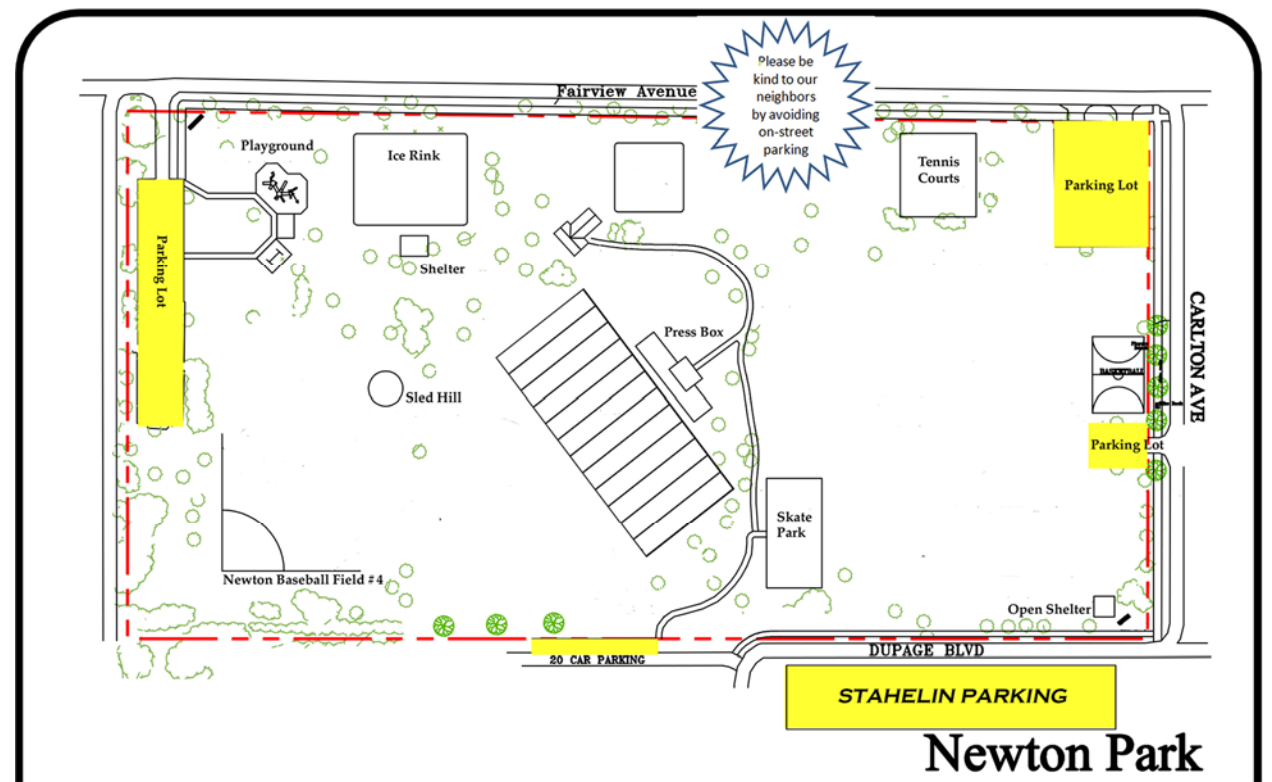 Please be
kind to our
neighbors
by avoiding
on-street
parking
Fairview Avenue
Playground
Ice Rink
Tennis
Courts
Parking Lot
Parking Lot
Shelter
CARLTON AVE
Press Box
BASKETBALL
Sled Hill
Parking Lot
Skate
Park
Newton Baseball Field #4
Open Shelter
DUPAGE BLVD
20 CAR PARKING
STAHELIN PARKING
Newton Park